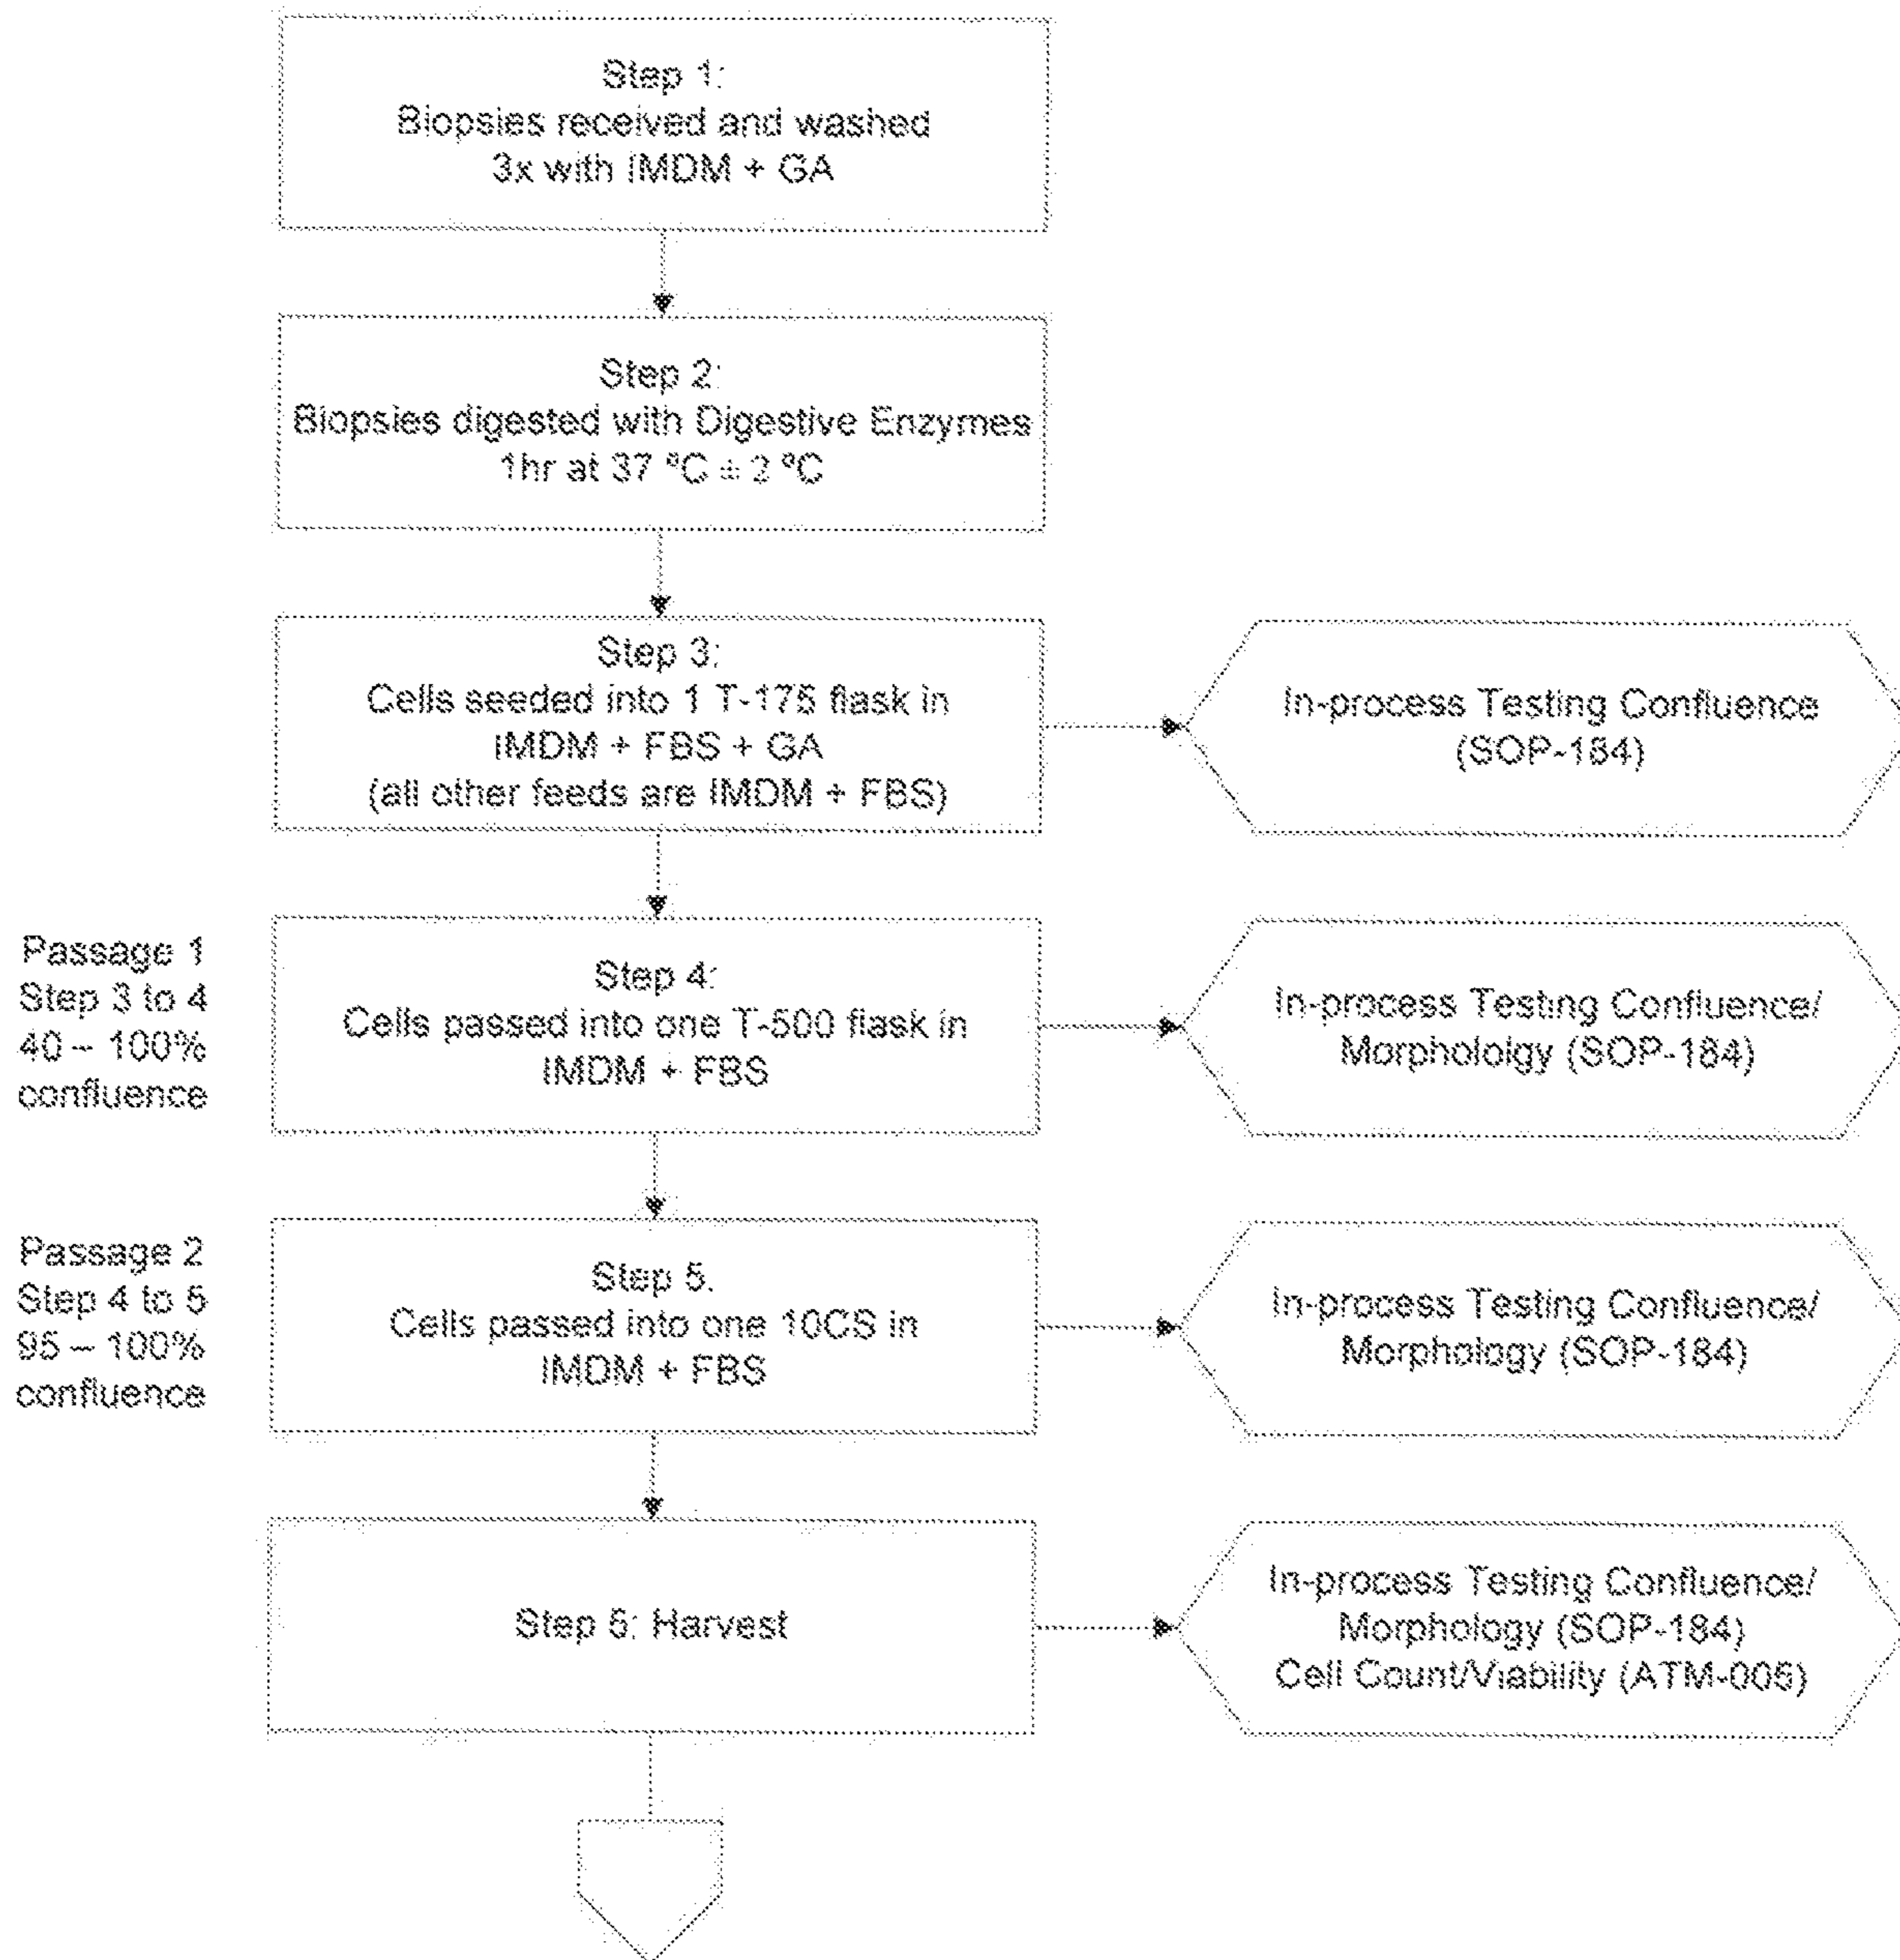 Step 1:
Biopsies received and washed
3x with IMDM + GA
Step 2:
Biopsies digested with Digestive Enzymes
1hr at 37 ºC ± 2 ºC
Step 3:
Cells seeded into 1 T-175 flask in
IMDM + FBS + GA
(all other feeds are IMDM + FBS)
In-process Testing Confluence
(SOP-184)
Passage 1
Step 3 to 4
40 – 100%
confluence
Step 4:
Cells passed into one T-500 flask in
IMDM + FBS
In-process Testing Confluence/
Morphololgy (SOP-184)
Passage 2
Step 4 to 5
95 – 100%
confluence
Step 5:
Cells passed into one 10CS in
IMDM + FBS
In-process Testing Confluence/
Morphology (SOP-184)
Step 5: Harvest
In-process Testing Confluence/
Morphology (SOP-184)
Cell Count/Viability (ATM-005)